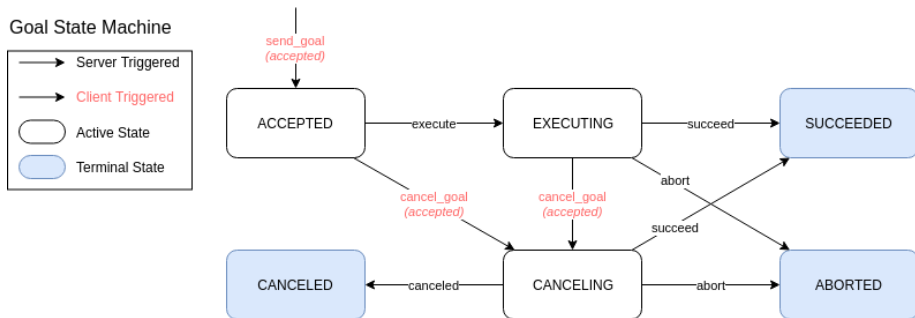 Goal State Machine
Server Triggered
Client Triggered
Active State
Terminal State
send_goal
(accepted)
ACCEPTED
execute
EXECUTING
succeed
SUCCEEDED
cancel_goal
(accepted)
cancel_goal
(accepted)
abort
succeed
CANCELED
canceled
CANCELING
abort
ABORTED